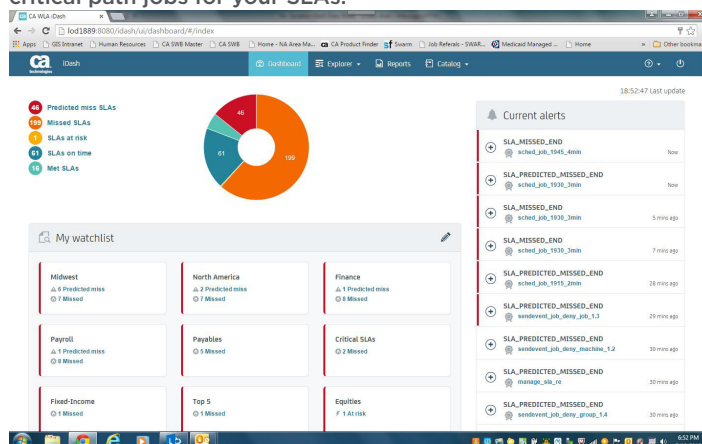 critical path jobs for your SLAs.
CA WLA iDash
lod1889:8080/idash/ui/dashboard/#/index
Apps GIS Intranet Human Resources CA SWB Master CA SWB Home - NA Area Ma... CA Product Finder Swarm Job Referrals - SWAR... Medicaid Managed ... Home » Other bookma
ca technologies iDash Dashboard Explorer Reports Catalog
18:52:47 Last update
46 Predicted miss SLAs
199 Missed SLAs
1 SLAs at risk
61 SLAs on time
16 Met SLAs
46
61
199
Current alerts
SLA_MISSED_END
sched_job_1945_4min Now
SLA_PREDICTED_MISSED_END
sched_job_1930_3min Now
SLA_MISSED_END
sched_job_1930_3min 5 mins ago
SLA_MISSED_END
sched_job_1930_3min 7 mins ago
SLA_PREDICTED_MISSED_END
sched_job_1915_2min 28 mins ago
SLA_PREDICTED_MISSED_END
sendevent_job_deny_job_1.3 29 mins ago
SLA_PREDICTED_MISSED_END
sendevent_job_deny_machine_1.2 30 mins ago
SLA_PREDICTED_MISSED_END
manage_sla_re 30 mins ago
SLA_PREDICTED_MISSED_END
sendevent_job_deny_group_1.4 30 mins ago
My watchlist
Midwest
6 Predicted miss
7 Missed
North America
2 Predicted miss
7 Missed
Finance
1 Predicted miss
8 Missed
Payroll
1 Predicted miss
8 Missed
Payables
5 Missed
Critical SLAs
2 Missed
Fixed-Income
1 Missed
Top 5
1 Missed
Equities
1 At risk
6:52 PM